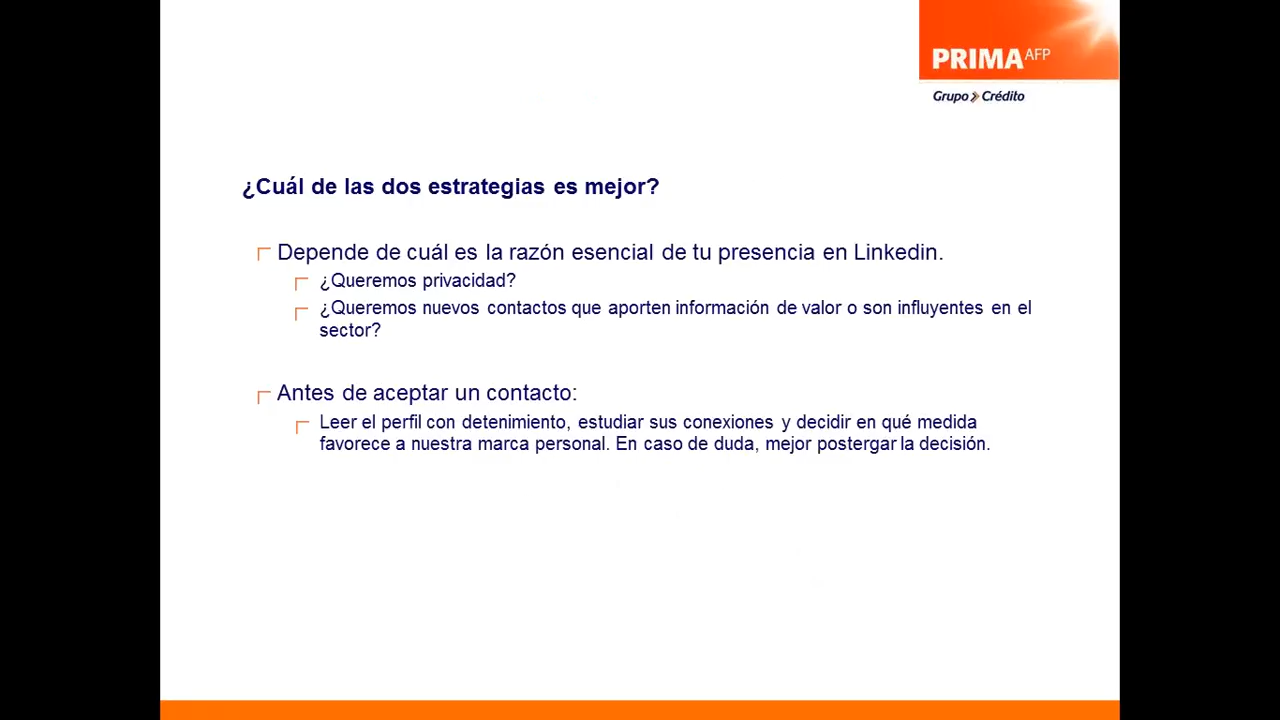 PRIMA AFP
Grupo Crédito
¿Cuál de las dos estrategias es mejor?
Depende de cuál es la razón esencial de tu presencia en Linkedin.
¿Queremos privacidad?
¿Queremos nuevos contactos que aporten información de valor o son influyentes en el
sector?
Antes de aceptar un contacto:
Leer el perfil con detenimiento, estudiar sus conexiones y decidir en qué medida
favorece a nuestra marca personal. En caso de duda, mejor postergar la decisión.